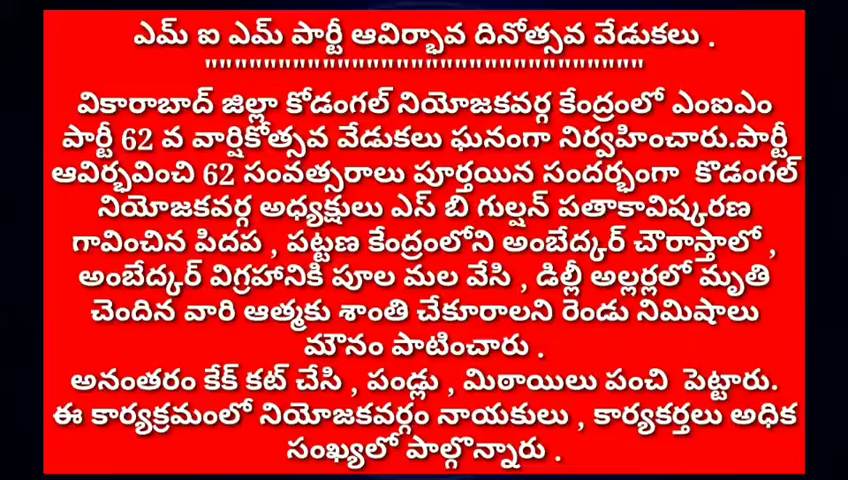 ఎమ్ ఐ ఎమ్ పార్టీ ఆవిర్భావ దినోత్సవ వేడుకలు .
"""""""""""""""""""""""""""""""""""""""""""""""""""""""""""
వికారాబాద్ జిల్లా కోడంగల్ నియోజకవర్గ కేంద్రంలో ఎంఐఎం
పార్టీ 62 వ వార్షికోత్సవ వేడుకలు ఘనంగా నిర్వహించారు.పార్టీ
ఆవిర్భవించి 62 సంవత్సరాలు పూర్తయిన సందర్భంగా కొడంగల్
నియోజకవర్గ అధ్యక్షులు ఎస్ బి గుల్షన్ పతాకావిష్కరణ
గావించిన పిదప , పట్టణ కేంద్రంలోని అంబేద్కర్ చౌరాస్తాలో ,
అంబేద్కర్ విగ్రహానికి పూల మల వేసి , డిల్లీ అల్లర్లలో మృతి
చెందిన వారి ఆత్మకు శాంతి చేకూరాలని రెండు నిమిషాలు
మౌనం పాటించారు .
అనంతరం కేక్ కట్ చేసి , పండ్లు , మిఠాయిలు పంచి పెట్టారు.
ఈ కార్యక్రమంలో నియోజకవర్గం నాయకులు , కార్యకర్తలు అధిక
సంఖ్యలో పాల్గొన్నారు .